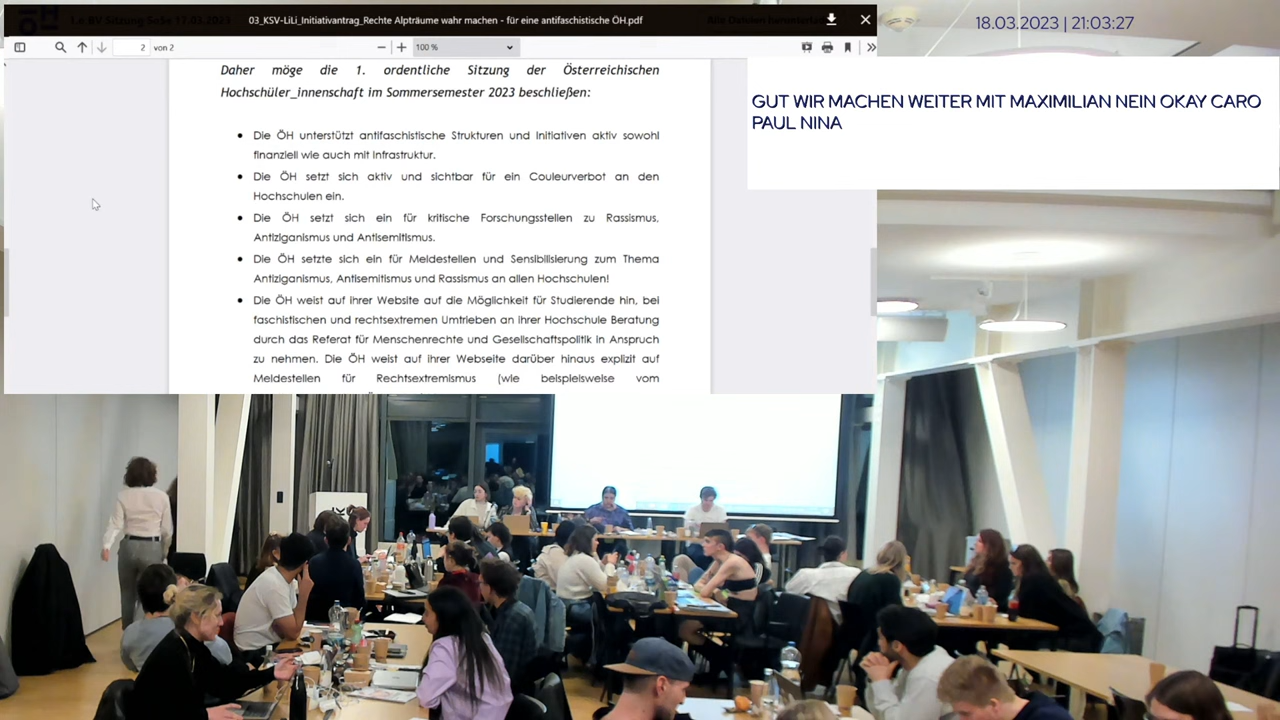 1.o BV Sitzung SoSe 17.03.2023
03_KSV-LiLi_Initiativantrag_Rechte Alpträume wahr machen - für eine antifaschistische ÖH.pdf
18.03.2023 | 21:03:27
2 von 2
100 %
Daher möge die 1. ordentliche Sitzung der Österreichischen
Hochschüler_innenschaft im Sommersemester 2023 beschließen:
• Die ÖH unterstützt antifaschistische Strukturen und Initiativen aktiv sowohl
finanziell wie auch mit Infrastruktur.
• Die ÖH setzt sich aktiv und sichtbar für ein Couleurverbot an den
Hochschulen ein.
• Die ÖH setzt sich ein für kritische Forschungsstellen zu Rassismus,
Antiziganismus und Antisemitismus.
• Die ÖH setzte sich ein für Meldestellen und Sensibilisierung zum Thema
Antiziganismus, Antisemitismus und Rassismus an allen Hochschulen!
• Die ÖH weist auf ihrer Website auf die Möglichkeit für Studierende hin, bei
faschistischen und rechtsextremen Umtrieben an ihrer Hochschule Beratung
durch das Referat für Menschenrechte und Gesellschaftspolitik in Anspruch
zu nehmen. Die ÖH weist auf ihrer Webseite darüber hinaus explizit auf
Meldestellen für Rechtsextremismus (wie beispielsweise vom
GUT WIR MACHEN WEITER MIT MAXIMILIAN NEIN OKAY CARO
PAUL NINA